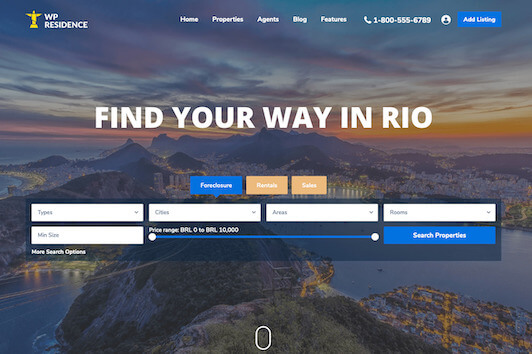 WP
RESIDENCE
Home Properties Agents Blog Features 1-800-555-6789 Add Listing
FIND YOUR WAY IN RIO
Foreclosure Rentals Sales
Types Cities Areas Rooms
Min Size Price range: BRL 0 to BRL 10,000 Search Properties
More Search Options